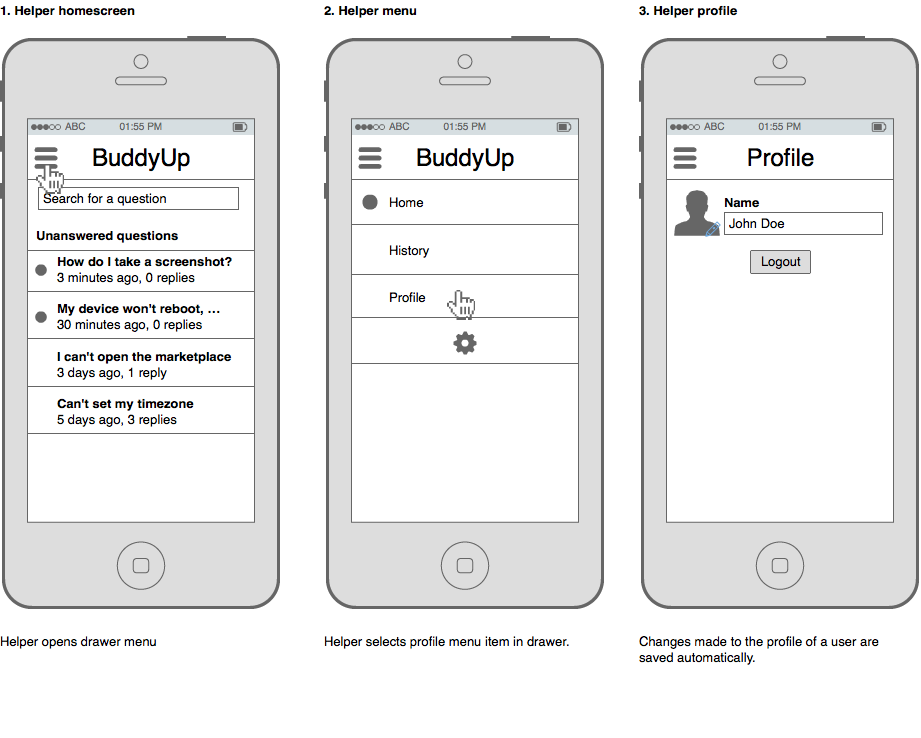 1. Helper homescreen
ABC 01:55 PM
BuddyUp
Search for a question
Unanswered questions
How do I take a screenshot?
3 minutes ago, 0 replies
My device won't reboot, ...
30 minutes ago, 0 replies
I can't open the marketplace
3 days ago, 1 reply
Can't set my timezone
5 days ago, 3 replies
Helper opens drawer menu
2. Helper menu
ABC 01:55 PM
BuddyUp
Home
History
Profile
Helper selects profile menu item in drawer.
3. Helper profile
ABC 01:55 PM
Profile
Name
John Doe
Logout
Changes made to the profile of a user are
saved automatically.